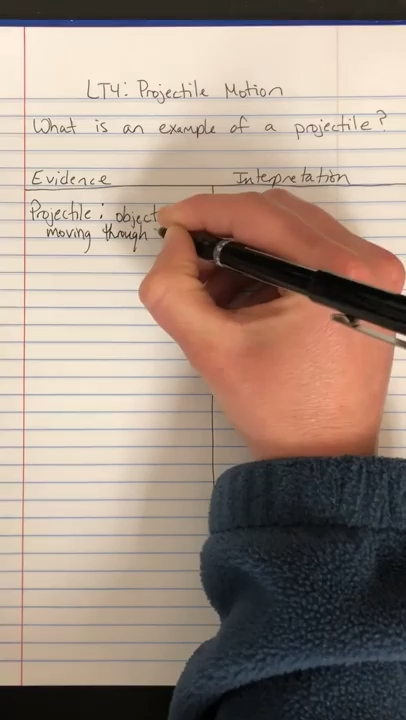 LT4: Projectile Motion
What is an example of a projectile?
Evidence
Interpretation
Projectile: object
moving through